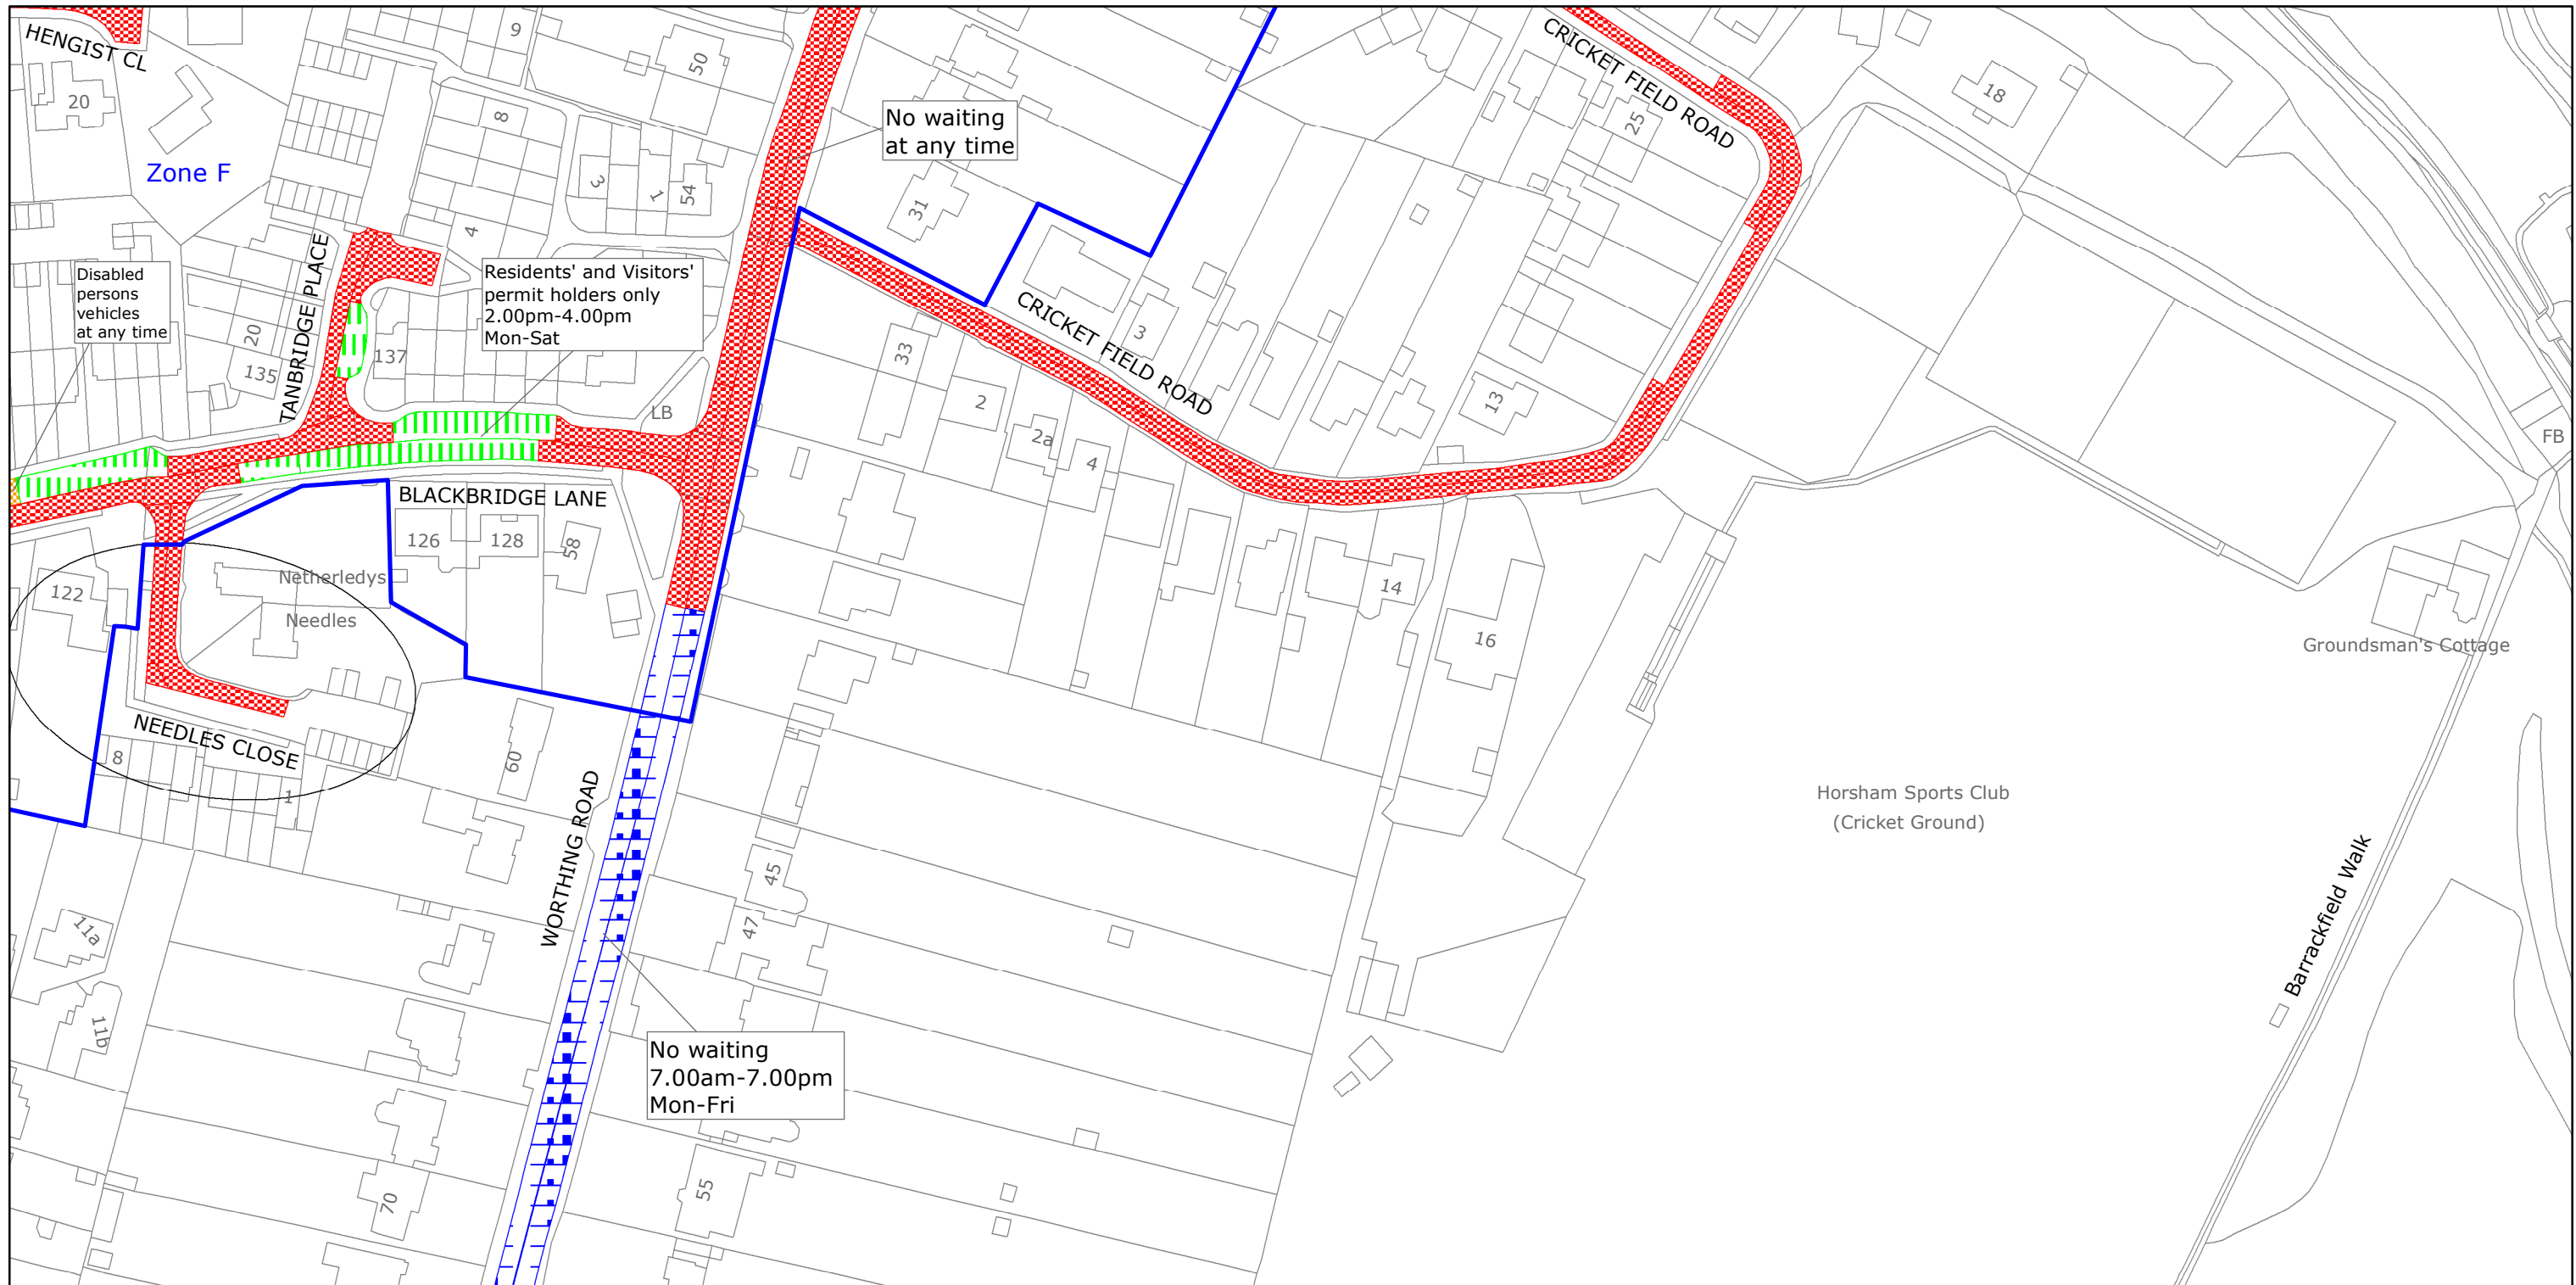 HENGIST CL
20
9
50
8
Zone F
3
1
54
4
No waiting
at any time
31
CRICKET FIELD ROAD
25
18
Disabled
persons
vehicles
at any time
TANBRIDGE PLACE
20
135
137
Residents' and Visitors'
permit holders only
2.00pm-4.00pm
Mon-Sat
LB
33
CRICKET FIELD ROAD
3
2
2a
4
13
FB
BLACKBRIDGE LANE
126
128
58
122
Netherledys
Needles
14
16
Groundsman's Cottage
NEEDLES CLOSE
8
1
60
WORTHING ROAD
Horsham Sports Club
(Cricket Ground)
Barrackfield Walk
45
47
11a
11b
No waiting
7.00am-7.00pm
Mon-Fri
70
55